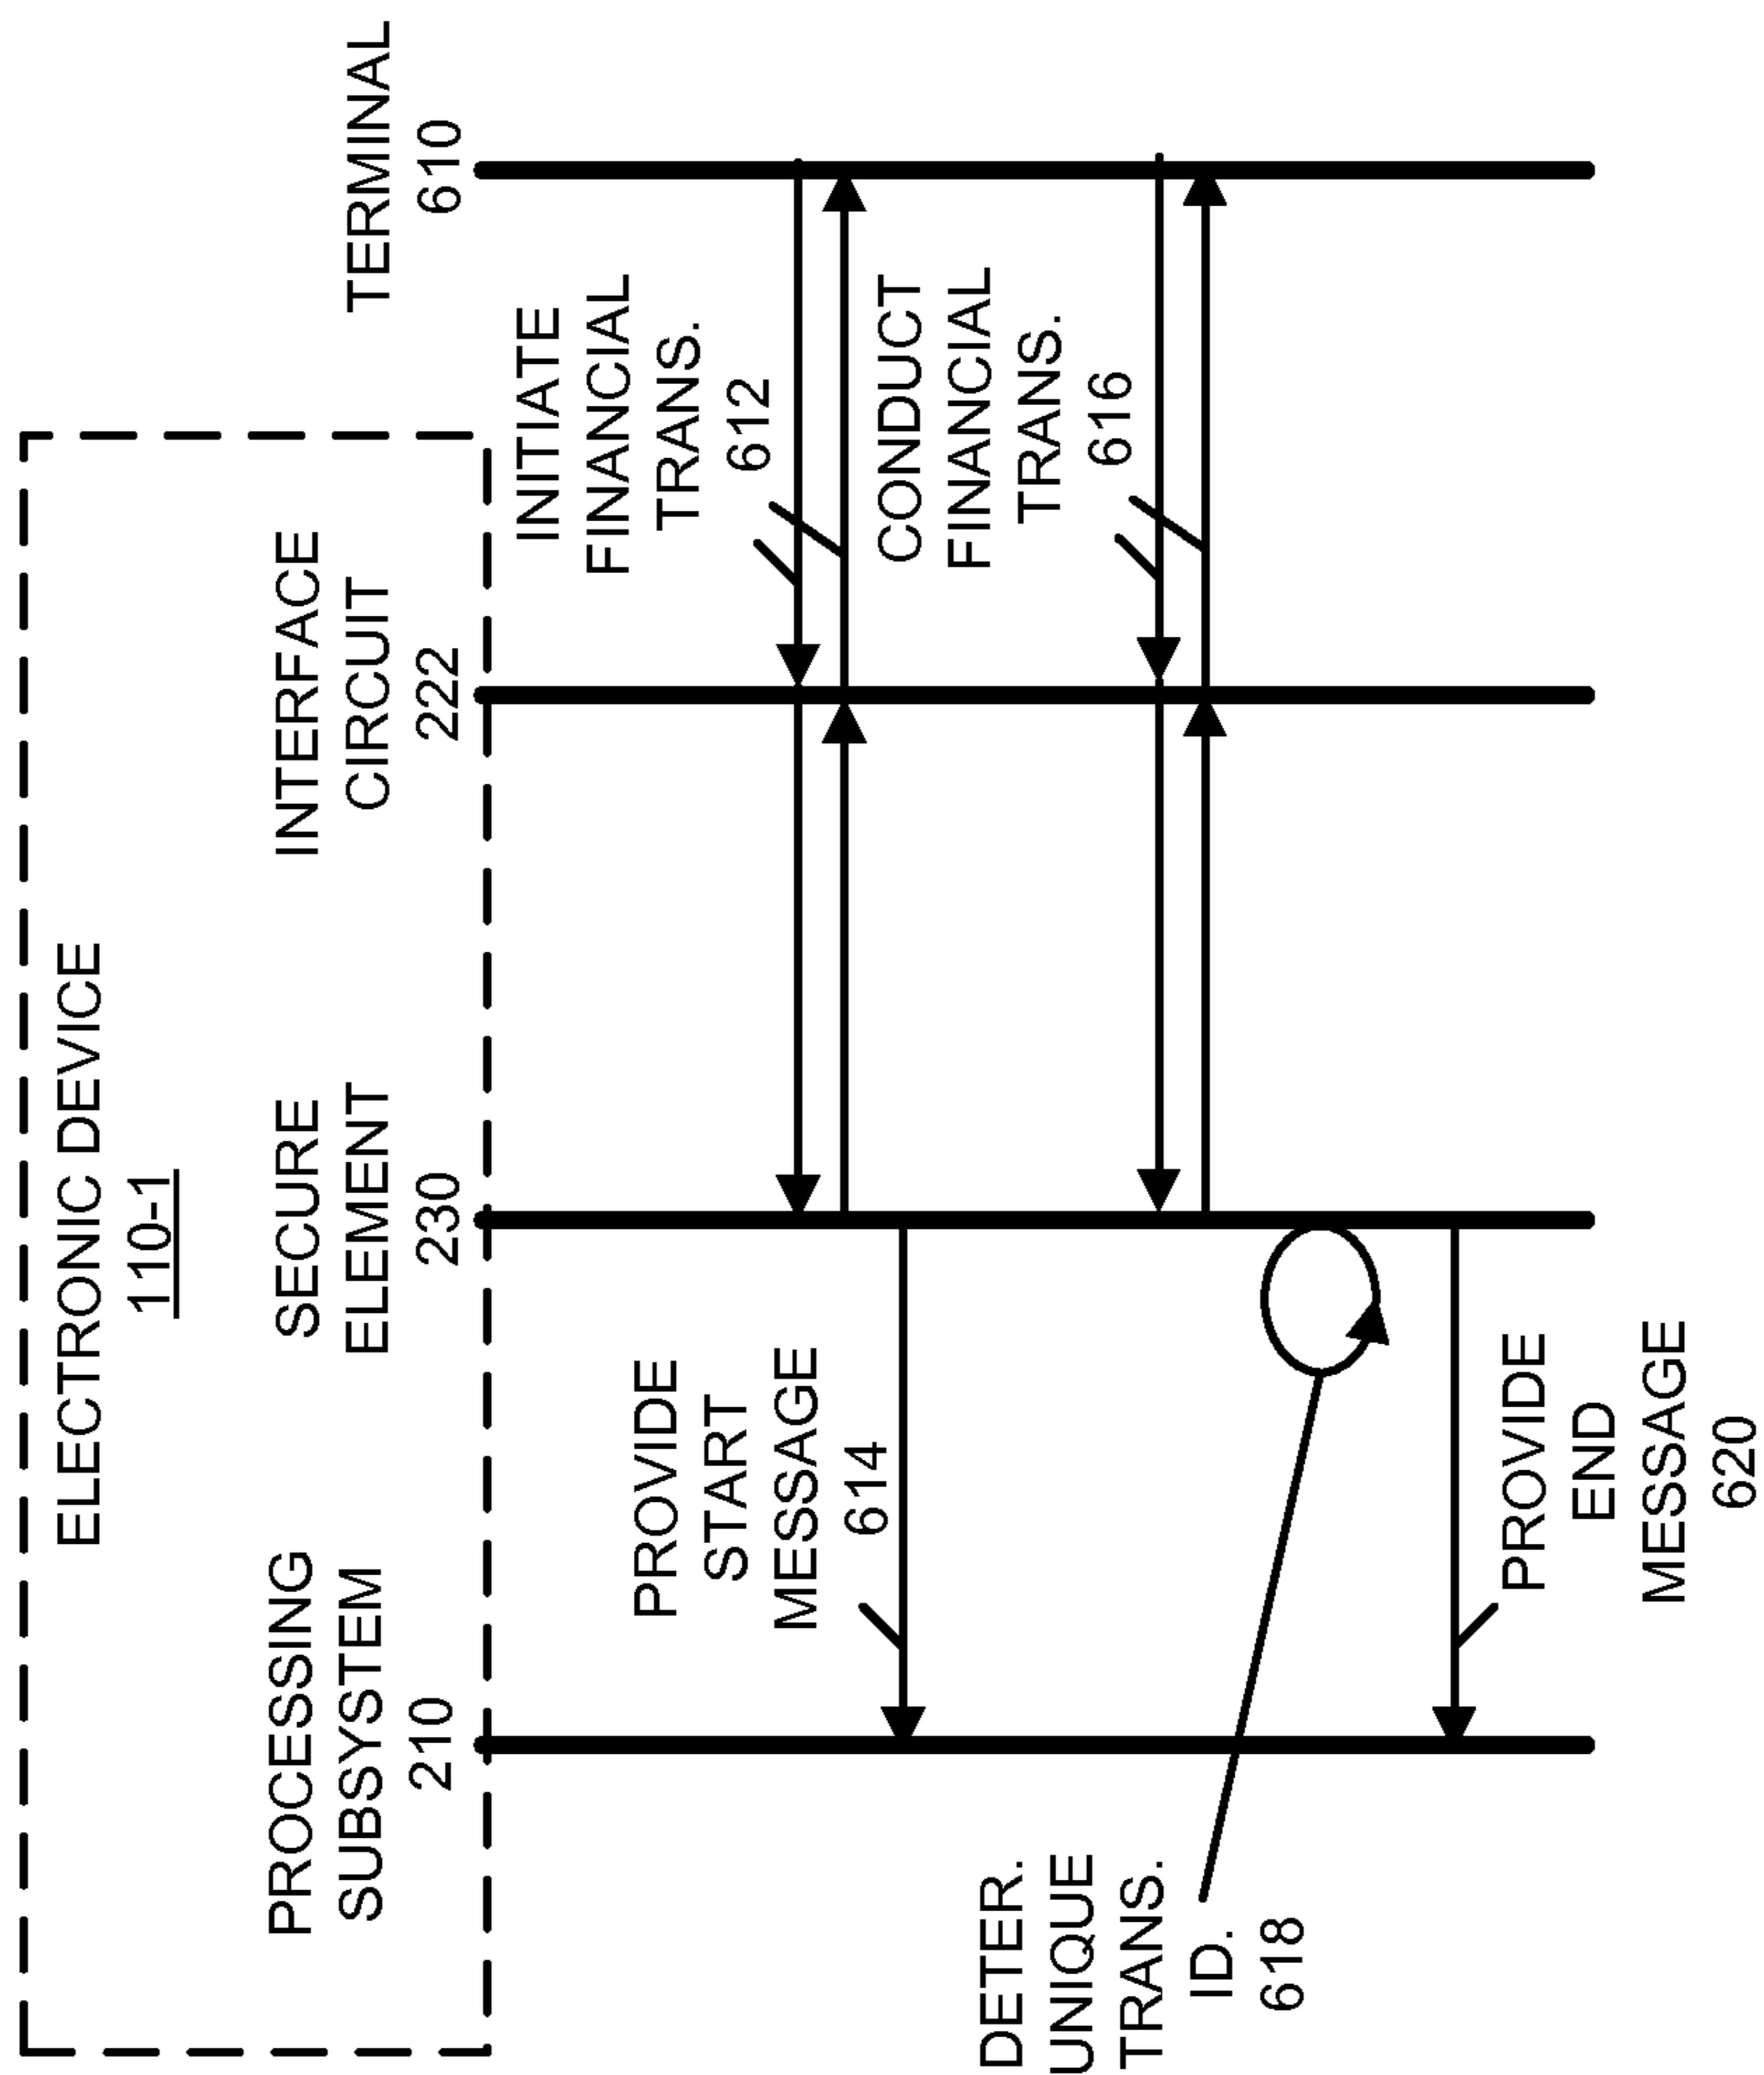 ELECTRONIC DEVICE
110-1
PROCESSING
SUBSYSTEM
210
SECURE
ELEMENT
230
INTERFACE
CIRCUIT
222
TERMINAL
610
INITIATE
FINANCIAL
TRANS.
612
PROVIDE
START
MESSAGE
614
CONDUCT
FINANCIAL
TRANS.
616
DETER.
UNIQUE
TRANS.
ID.
618
PROVIDE
END
MESSAGE
620